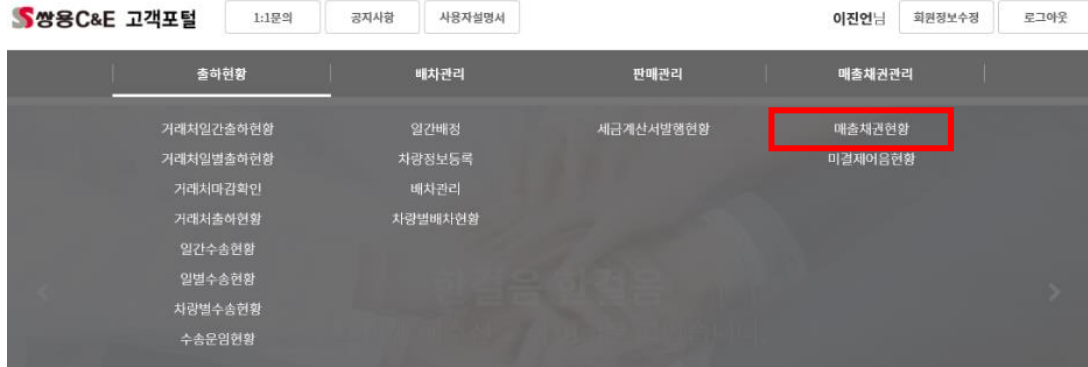 쌍용C&E 고객포털 1:1문의 공지사항 사용자설명서 이진언님 회원정보수정 로그아웃
출하현황 배차관리 판매관리 매출채권관리
거래처일간출하현황 일간배정 세금계산서발행현황 매출채권현황
거래처일별출하현황 차량정보등록 미결제어음현황
거래처마감확인 배차관리
거래처출하현황 차량별배차현황
일간수송현황
일별수송현황
차량별수송현황
수송운임현황
한걸음 한걸음